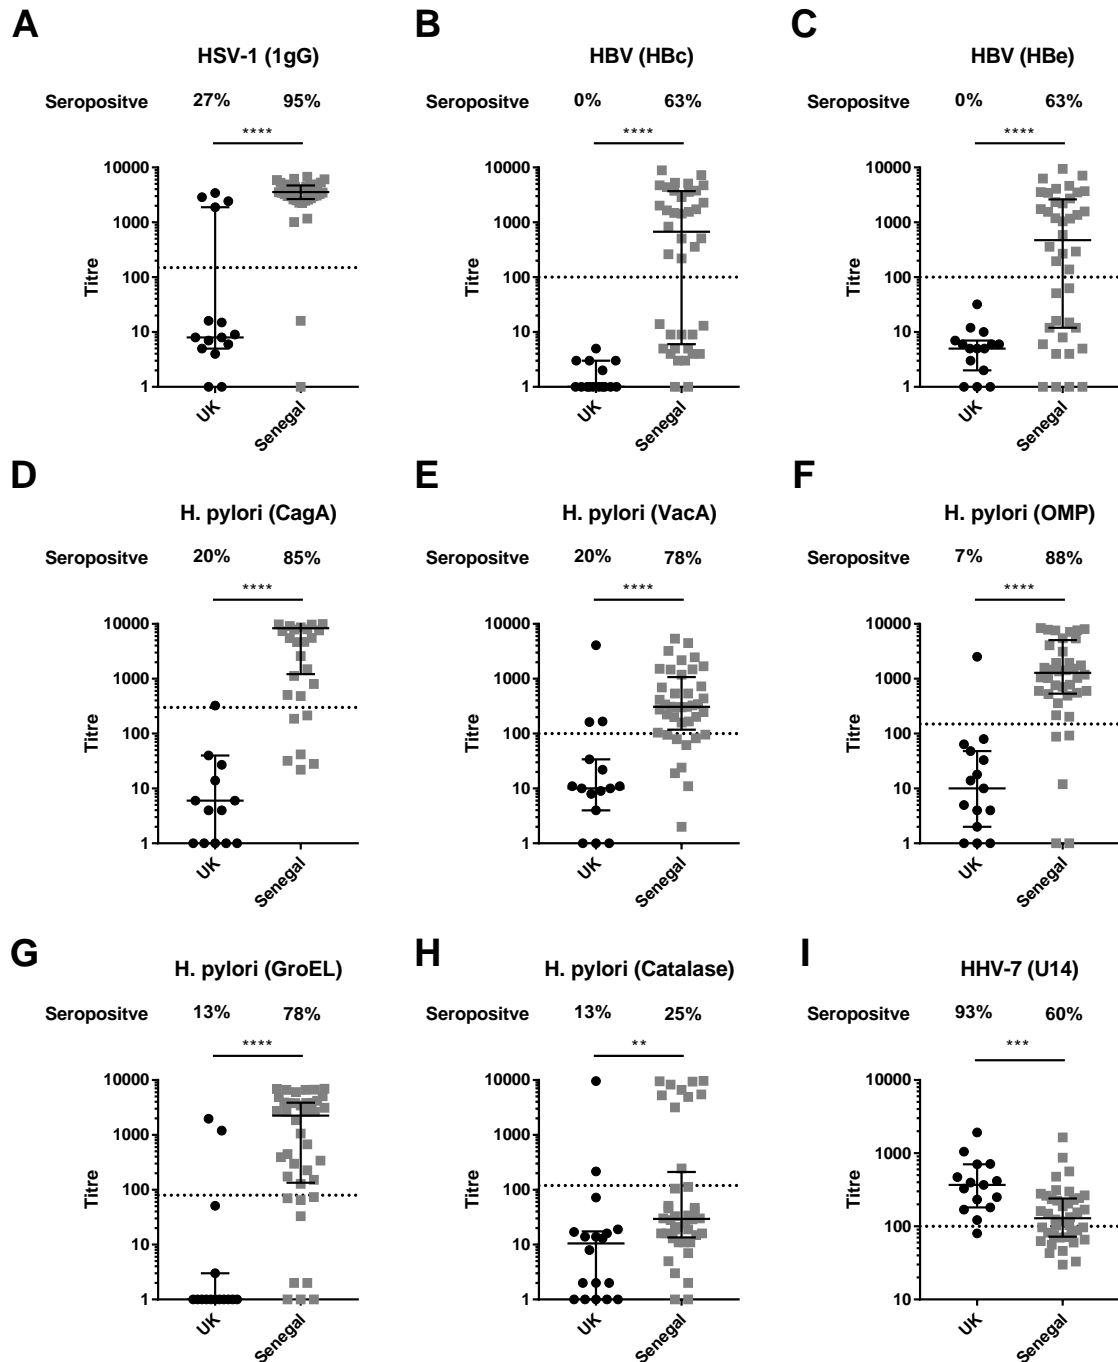 A B C
HSV-1 (1gG) HBV (HBc) HBV (HBe)
Seropositve 27% 95% Seropositve 0% 63% Seropositve 0% 63%
**** **** ****
10000 10000 10000
1000 1000 1000
Titre Titre Titre
100 100 100
10 10 10
1 1 1
UK Senegal UK Senegal UK Senegal
D E F
H. pylori (CagA) H. pylori (VacA) H. pylori (OMP)
Seropositve 20% 85% Seropositve 20% 78% Seropositve 7% 88%
**** **** ****
10000 10000 10000
1000 1000 1000
Titre Titre Titre
100 100 100
10 10 10
1 1 1
UK Senegal UK Senegal UK Senegal
G H I
H. pylori (GroEL) H. pylori (Catalase) HHV-7 (U14)
Seropositve 13% 78% Seropositve 13% 25% Seropositve 93% 60%
**** ** ***
10000 10000 10000
1000 1000 1000
Titre Titre Titre
100 100 100
10 10 10
1 1
UK Senegal UK Senegal UK Senegal